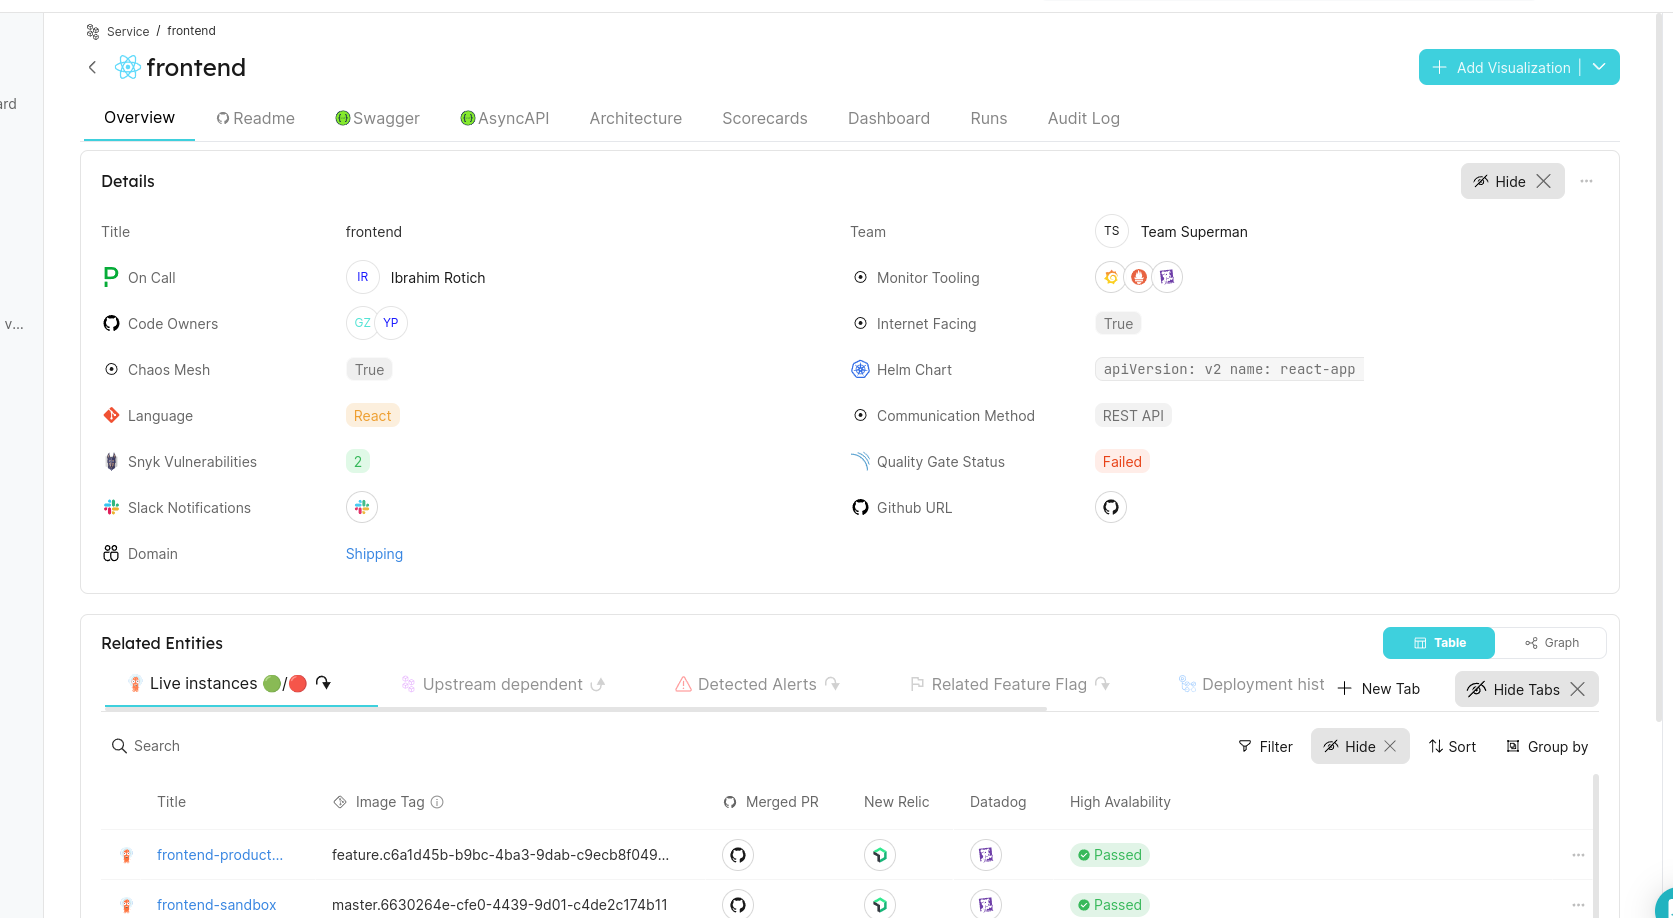 Service / frontend
frontend
Add Visualization
ard
Overview Readme Swagger AsyncAPI Architecture Scorecards Dashboard Runs Audit Log
Details
Hide
Title frontend
Team TS Team Superman
On Call IR Ibrahim Rotich
Monitor Tooling
Code Owners GZ YP
Internet Facing True
v...
Chaos Mesh True
Helm Chart apiVersion: v2 name: react-app
Language React
Communication Method REST API
Snyk Vulnerabilities 2
Quality Gate Status Failed
Slack Notifications
Github URL
Domain Shipping
Related Entities
Table Graph
Live instances / Upstream dependent Detected Alerts Related Feature Flag Deployment hist New Tab Hide Tabs
Search
Filter Hide Sort Group by
Title Image Tag Merged PR New Relic Datadog High Avalability
frontend-product... feature.c6a1d45b-b9bc-4ba3-9dab-c9ecb8f049... Passed
frontend-sandbox master.6630264e-cfe0-4439-9d01-c4de2c174b11 Passed